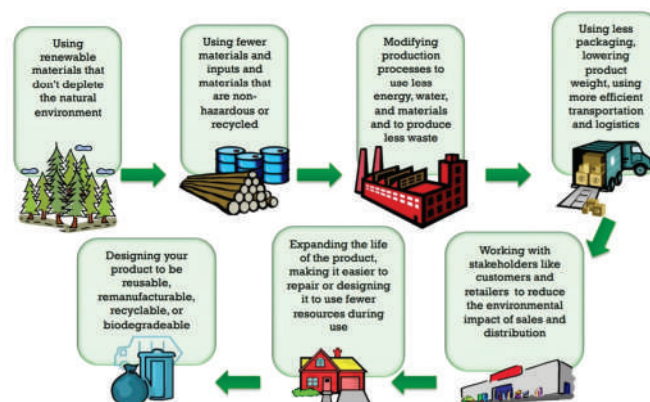 Using
renewable
materials that
don't deplete
the natural
environment
Using fewer
materials and
inputs and
materials that
are non-
hazardous or
recycled
Modifying
production
processes to
use less
energy, water,
and materials
and to produce
less waste
Using less
packaging,
lowering
product
weight, using
more efficient
transportation
and logistics
Working with
stakeholders like
customers and
retailers to reduce
the environmental
impact of sales and
distribution
Expanding the life
of the product,
making it easier to
repair or designing
it to use fewer
resources during
use
Designing your
product to be
reusable,
remanufacturable,
recyclable, or
biodegradeable